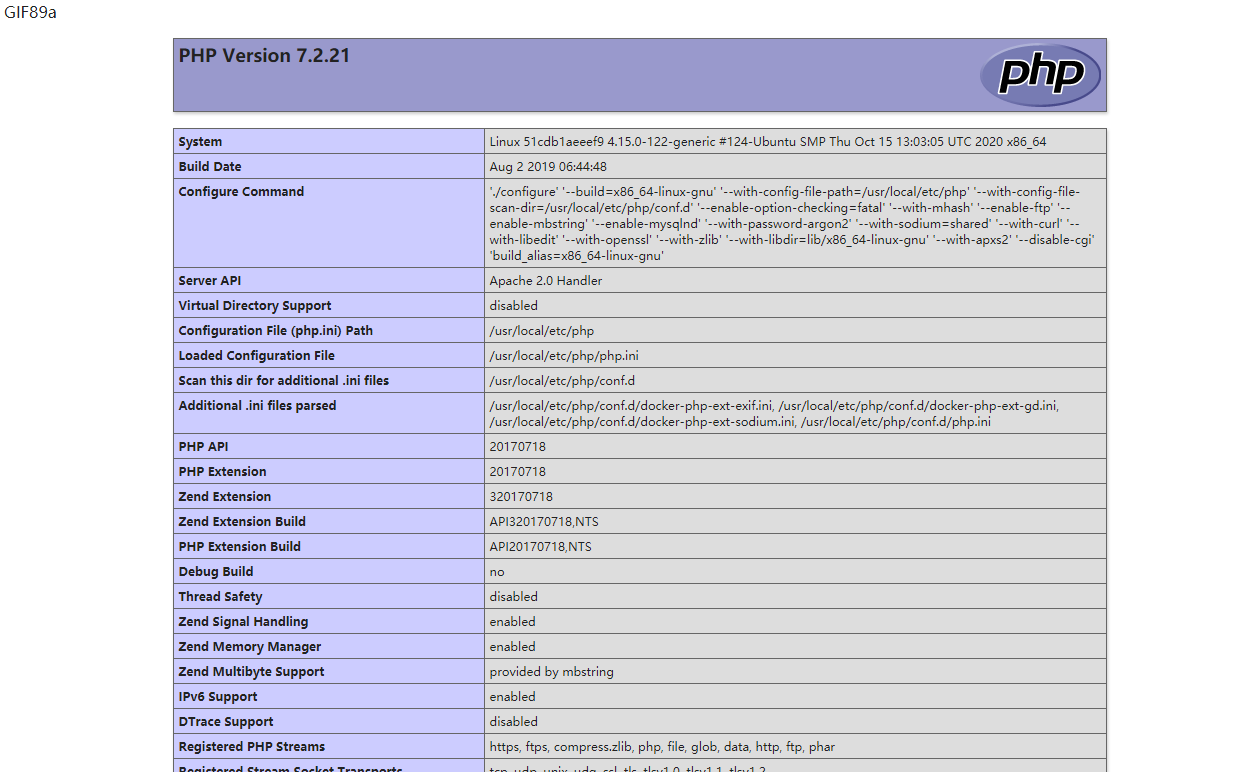 GIF89a
PHP Version 7.2.21
php
System Linux 51cdb1aeeef9 4.15.0-122-generic #124-Ubuntu SMP Thu Oct 15 13:03:05 UTC 2020 x86_64
Build Date Aug 2 2019 06:44:48
Configure Command './configure' '--build=x86_64-linux-gnu' '--with-config-file-path=/usr/local/etc/php' '--with-config-file-
scan-dir=/usr/local/etc/php/conf.d' '--enable-option-checking=fatal' '--with-mhash' '--enable-ftp' '--
enable-mbstring' '--enable-mysqlnd' '--with-password-argon2' '--with-sodium=shared' '--with-curl' '--
with-libedit' '--with-openssl' '--with-zlib' '--with-libdir=lib/x86_64-linux-gnu' '--with-apxs2' '--disable-cgi'
'build_alias=x86_64-linux-gnu'
Server API Apache 2.0 Handler
Virtual Directory Support disabled
Configuration File (php.ini) Path /usr/local/etc/php
Loaded Configuration File /usr/local/etc/php/php.ini
Scan this dir for additional .ini files /usr/local/etc/php/conf.d
Additional .ini files parsed /usr/local/etc/php/conf.d/docker-php-ext-exif.ini, /usr/local/etc/php/conf.d/docker-php-ext-gd.ini,
/usr/local/etc/php/conf.d/docker-php-ext-sodium.ini, /usr/local/etc/php/conf.d/php.ini
PHP API 20170718
PHP Extension 20170718
Zend Extension 320170718
Zend Extension Build API320170718,NTS
PHP Extension Build API20170718,NTS
Debug Build no
Thread Safety disabled
Zend Signal Handling enabled
Zend Memory Manager enabled
Zend Multibyte Support provided by mbstring
IPv6 Support enabled
DTrace Support disabled
Registered PHP Streams https, ftps, compress.zlib, php, file, glob, data, http, ftp, phar
Registered Stream Socket Transports tcp, udp, unix, udg, ssl, tls, tlsv1.0, tlsv1.1, tlsv1.2